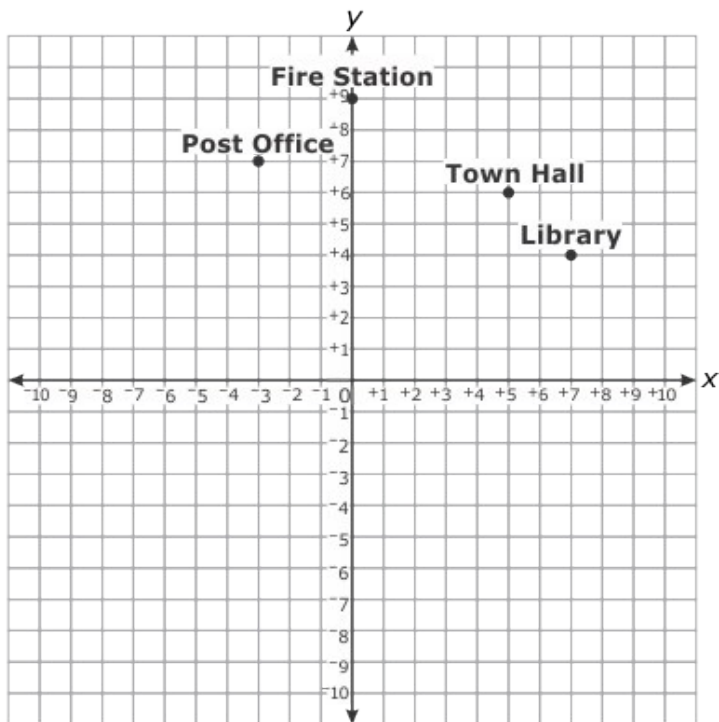 y
Fire Station
+9
+8
Post Office
+7
Town Hall
+6
+5
Library
+4
+3
+2
+1
x
-10 -9 -8 -7 -6 -5 -4 -3 -2 -1 0 +1 +2 +3 +4 +5 +6 +7 +8 +9 +10
-1
-2
-3
-4
-5
-6
-7
-8
-9
-10